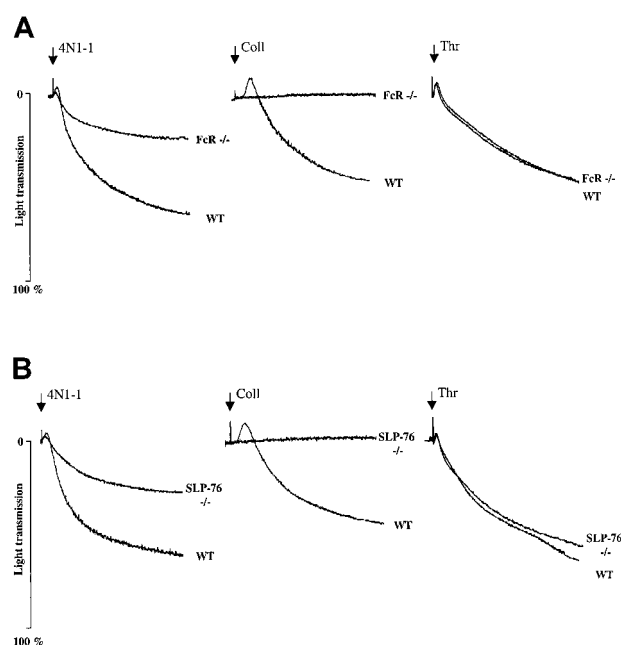 A
4N1-1
Coll
Thr
0
FcR -/-
FcR -/-
WT
WT
FcR -/-
WT
Light transmission
100 %
B
4N1-1
Coll
Thr
0
SLP-76
-/-
SLP-76
-/-
WT
WT
SLP-76
-/-
WT
Light transmission
100 %